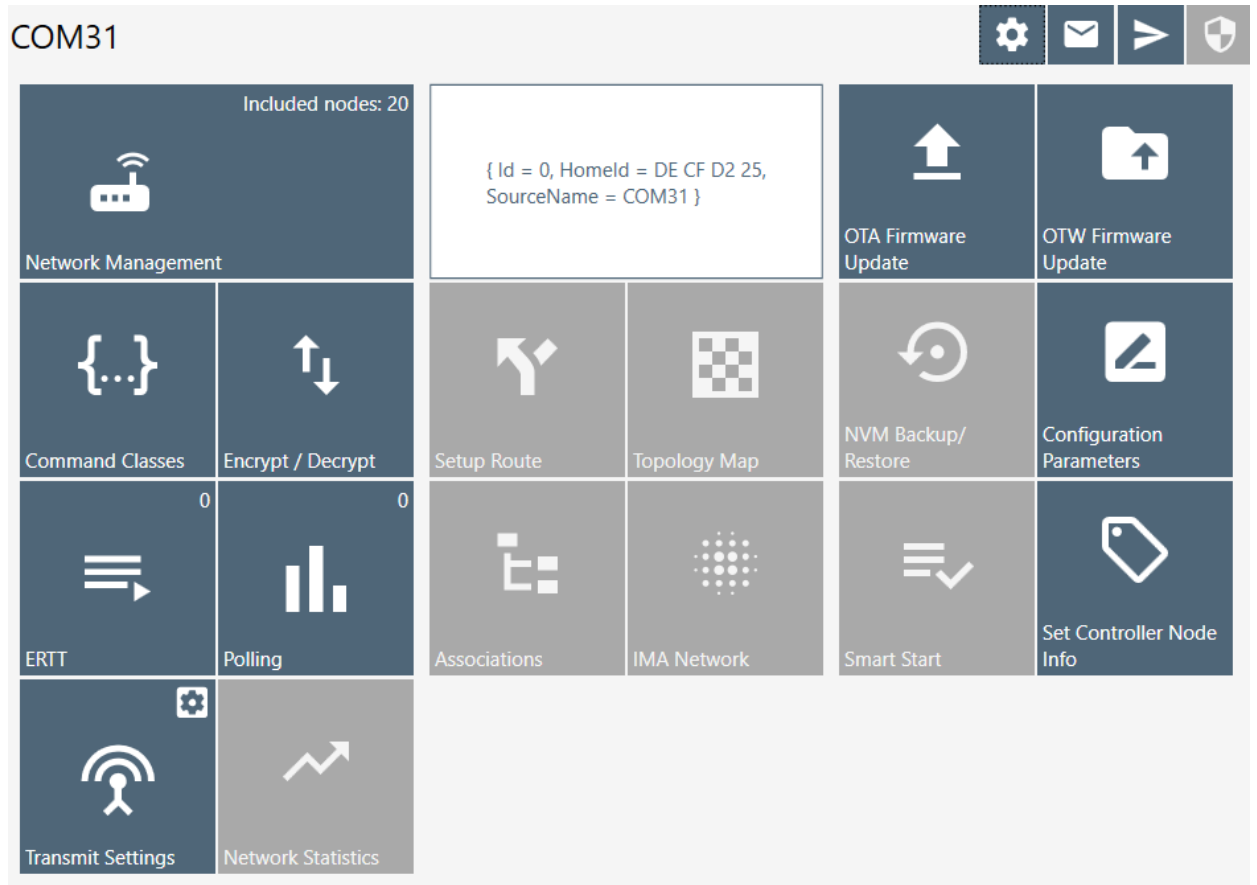 COM31
Included nodes: 20
Network Management
{ Id = 0, HomeId = DE CF D2 25,
SourceName = COM31 }
OTA Firmware
Update
OTW Firmware
Update
{...}
Command Classes
Encrypt / Decrypt
Setup Route
Topology Map
NVM Backup/
Restore
Configuration
Parameters
0
ERTT
0
Polling
Associations
IMA Network
Smart Start
Set Controller Node
Info
Transmit Settings
Network Statistics